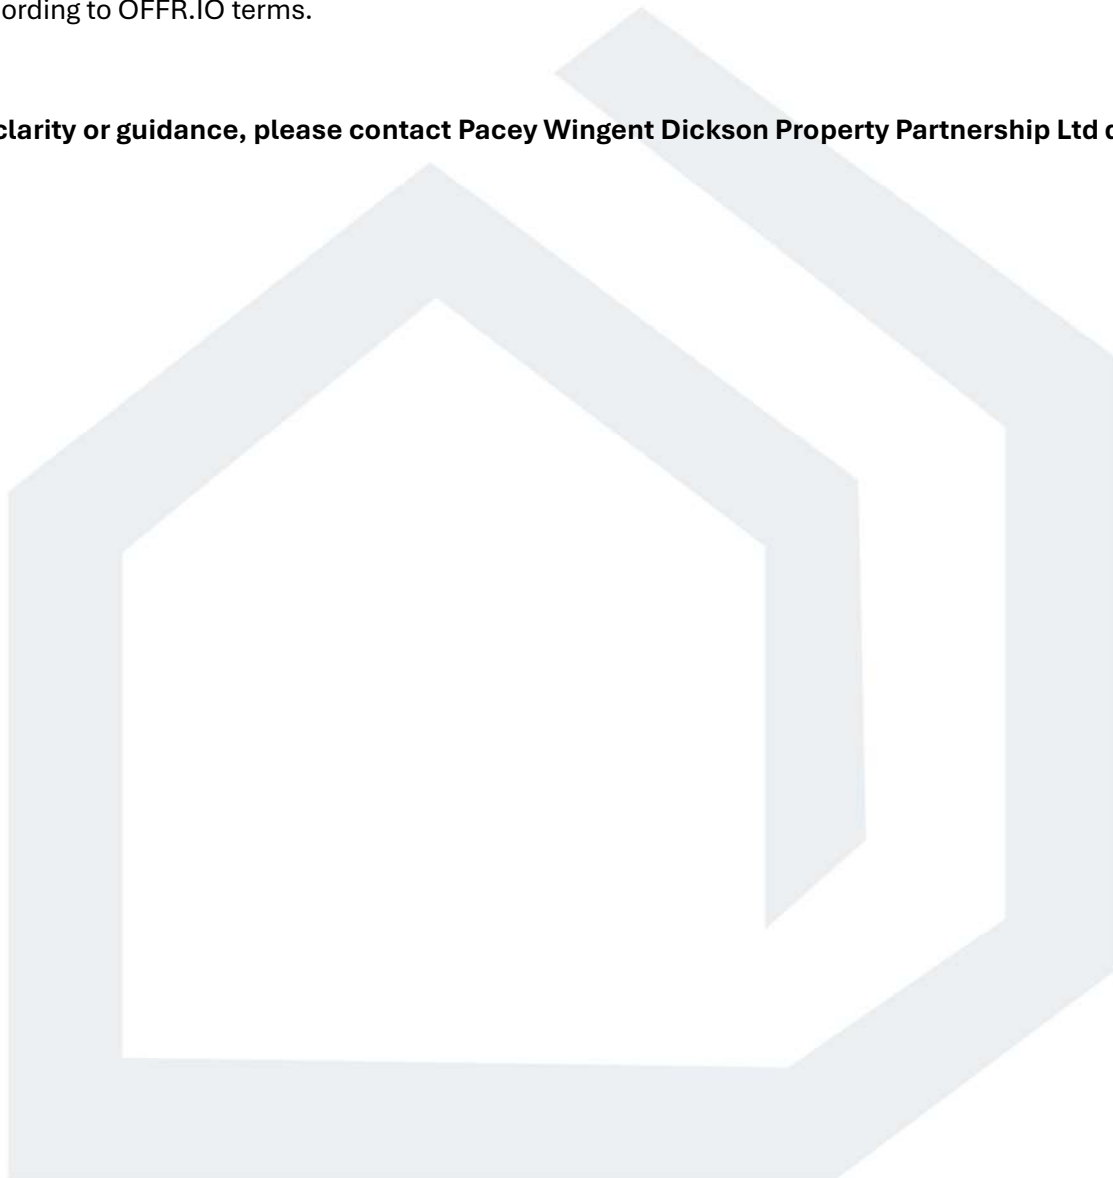 ording to OFFR.IO terms.
clarity or guidance, please contact Pacey Wingent Dickson Property Partnership Ltd